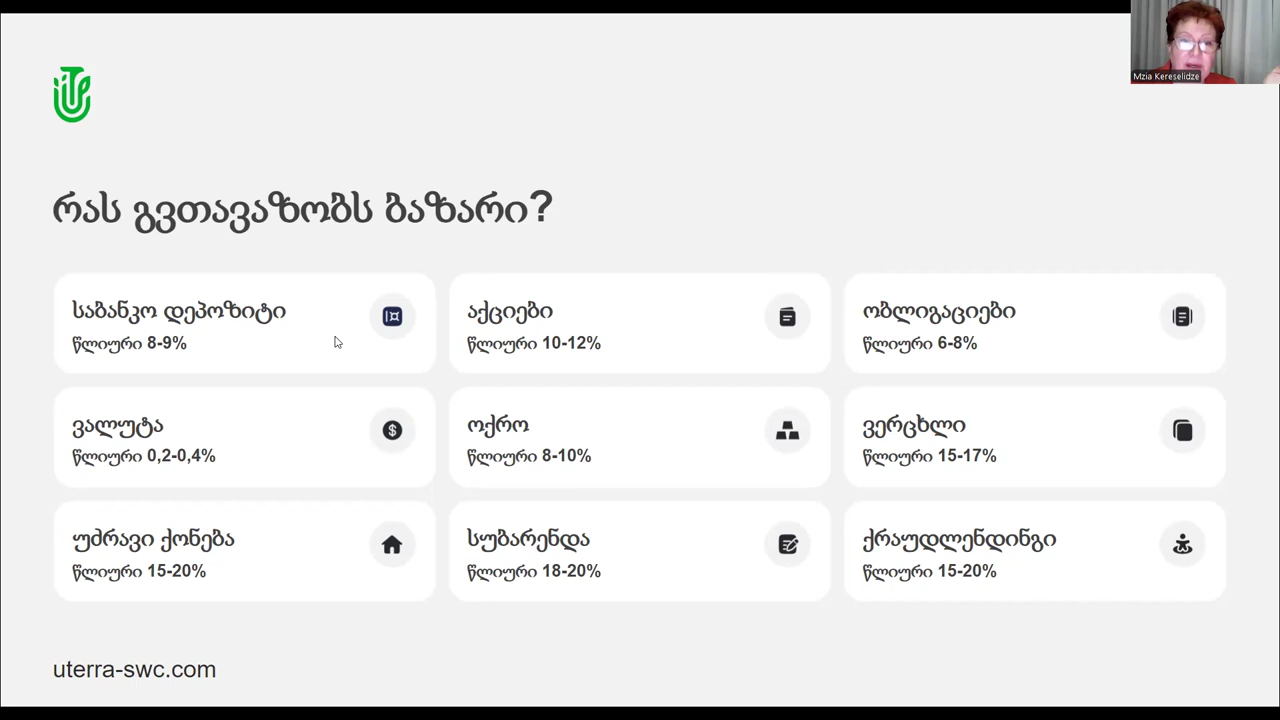 Mzia Kereselidze
რას გვთავაზობს ბაზარი?
საბანკო დეპოზიტი
წლიური 8-9%
აქციები
წლიური 10-12%
ობლიგაციები
წლიური 6-8%
ვალუტა
წლიური 0,2-0,4%
ოქრო
წლიური 8-10%
ვერცხლი
წლიური 15-17%
უძრავი ქონება
წლიური 15-20%
სუბარენდა
წლიური 18-20%
ქრაუდლენდინგი
წლიური 15-20%
uterra-swc.com